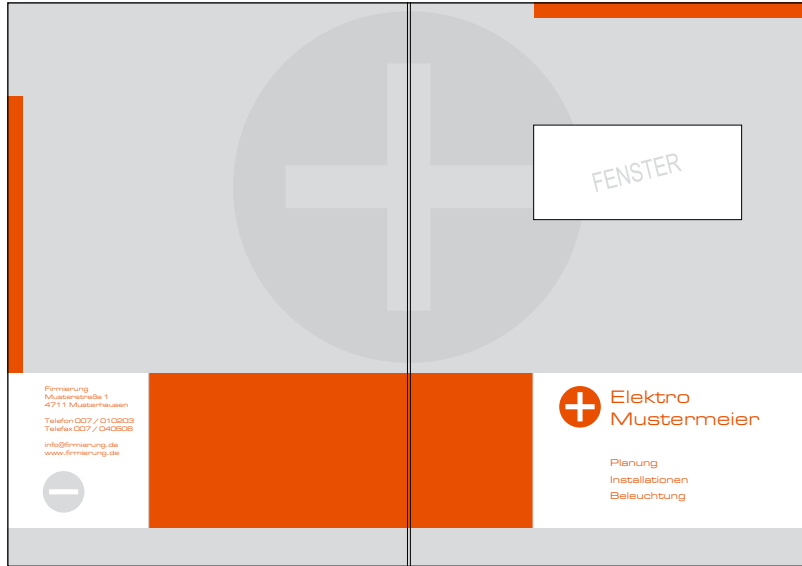 FENSTER
Firmierung
Musterstraße 1
4711 Musterhausen
Telefon 007 / 010203
Telefax 007 / 040506
info@firmierung.de
www.firmierung.de
Elektro
Mustermeier
Planung
Installationen
Beleuchtung